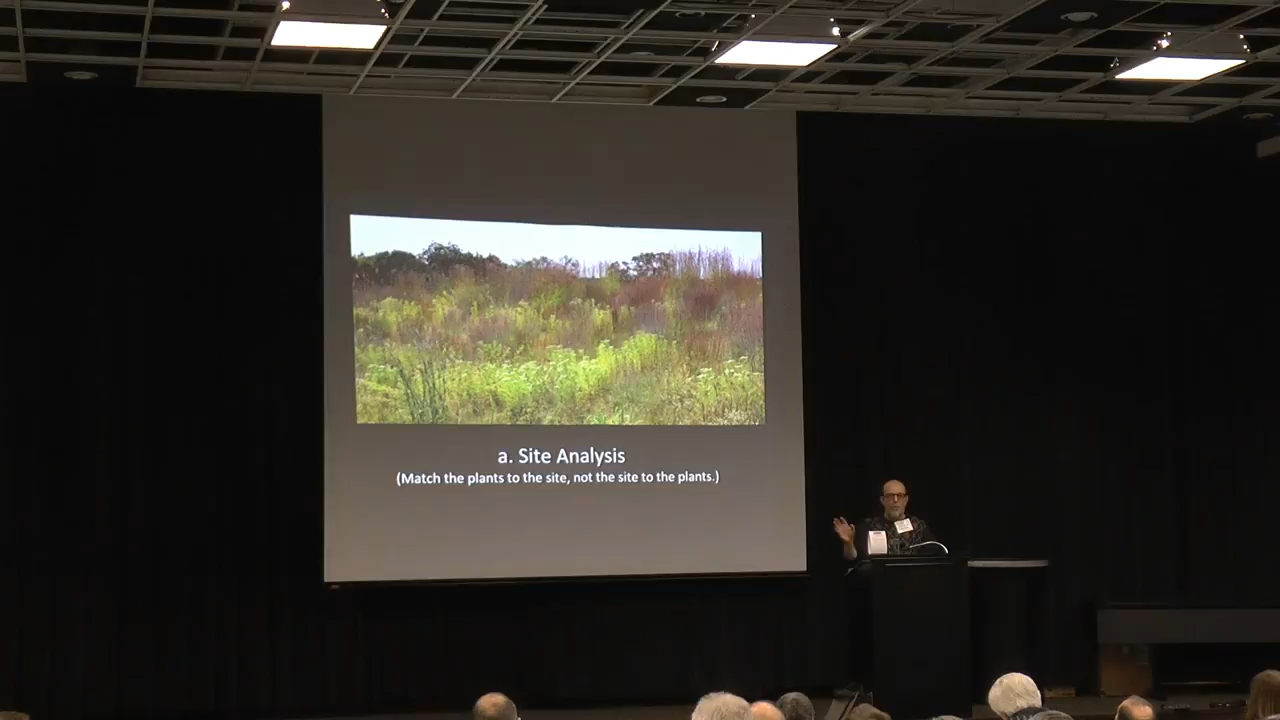 a. Site Analysis
(Match the plants to the site, not the site to the plants.)